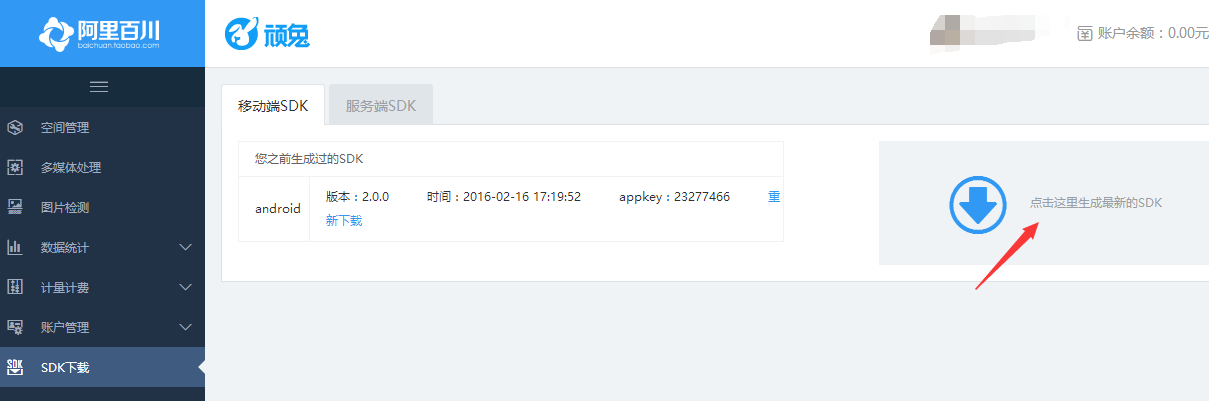 阿里百川
baichuan.taobao.com
顽兔
账户余额：0.00元
空间管理
多媒体处理
图片检测
数据统计
计量计费
账户管理
SDK
SDK下载
移动端SDK
服务端SDK
您之前生成过的SDK
android
版本：2.0.0 时间：2016-02-16 17:19:52 appkey：23277466 重
新下载
点击这里生成最新的SDK